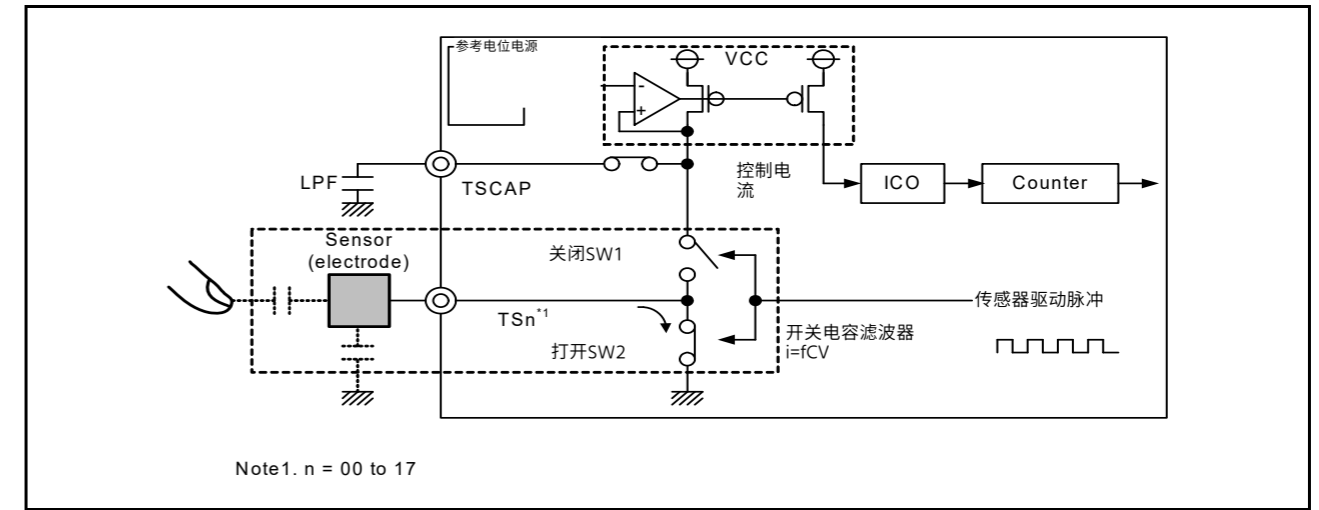 参考电位电源
VCC
-
+
LPF
TSCAP
控制电
流
ICO
Counter
Sensor
(electrode)
关闭SW1
TSn*1
传感器驱动脉冲
打开SW2
开关电容滤波器
i=fCV
Note1. n = 00 to 17